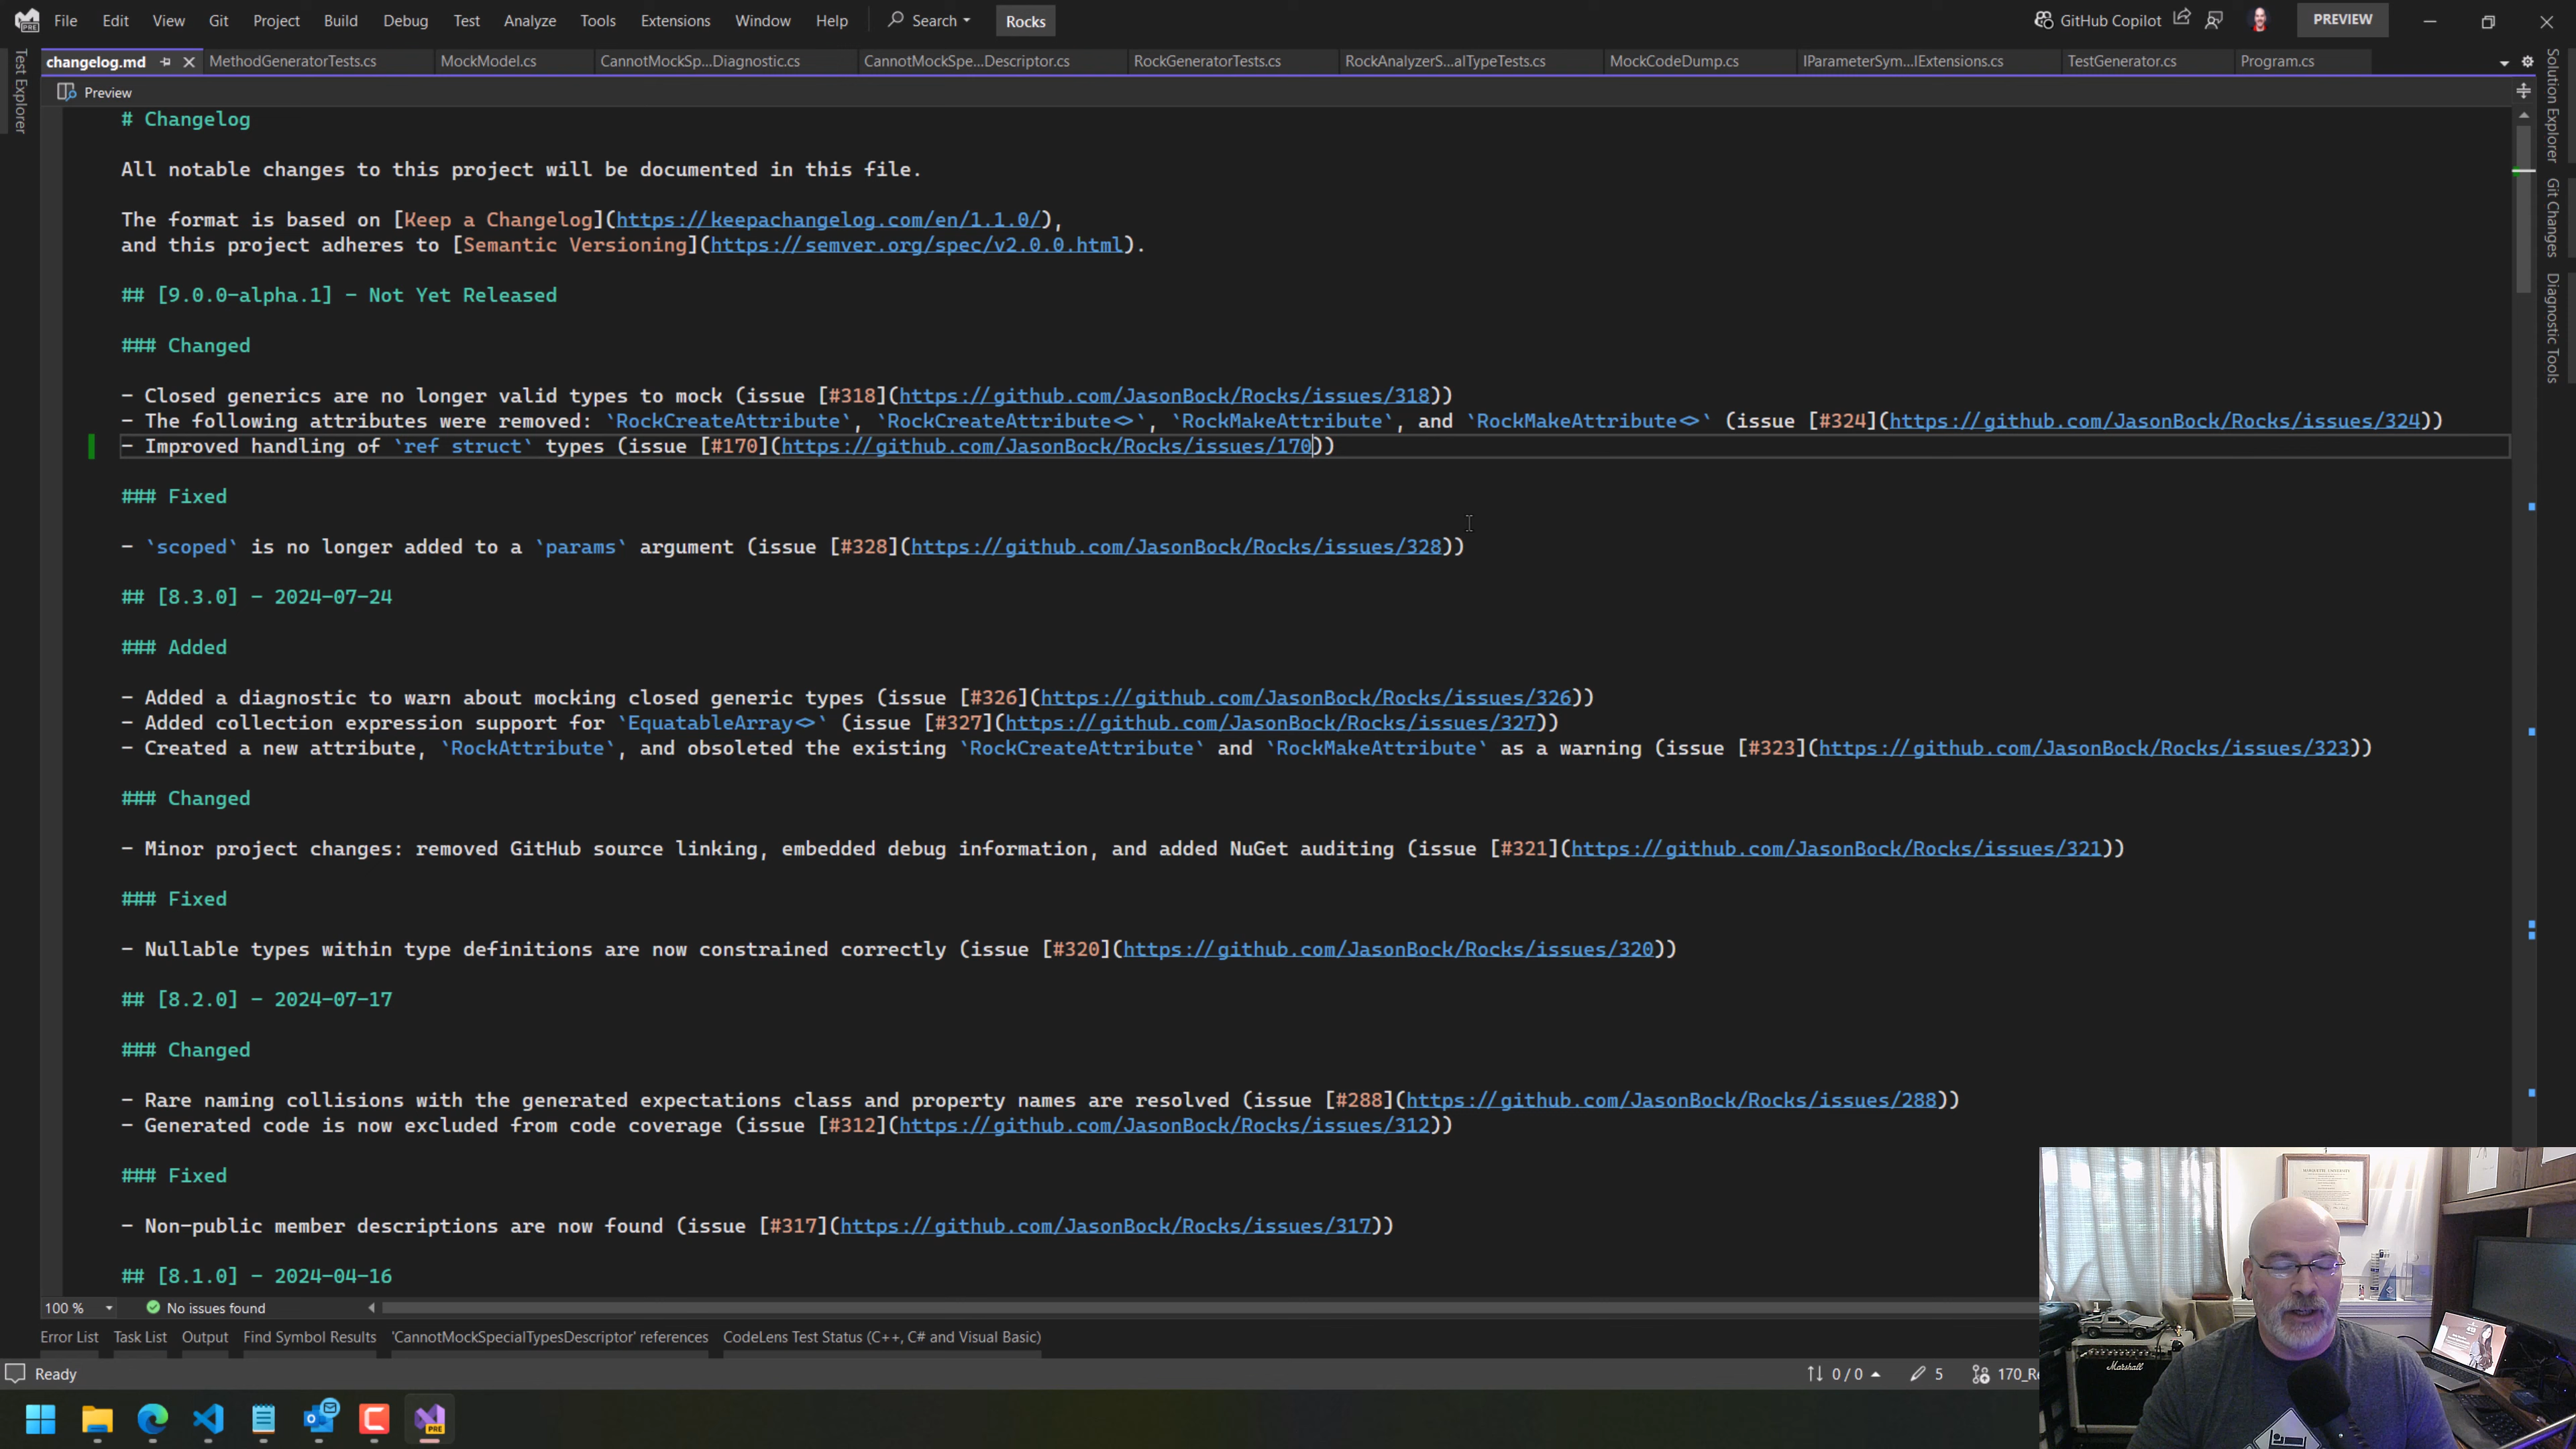 File Edit View Git Project Build Debug Test Analyze Tools Extensions Window Help Search Rocks GitHub Copilot PREVIEW
changelog.md MethodGeneratorTests.cs MockModel.cs CannotMockSp...Diagnostic.cs CannotMockSpe...Descriptor.cs RockGeneratorTests.cs RockAnalyzerS...alTypeTests.cs MockCodeDump.cs IParameterSym...lExtensions.cs TestGenerator.cs Program.cs
Test Explorer
Solution Explorer
Git Changes
Diagnostic Tools
Preview
# Changelog
All notable changes to this project will be documented in this file.
The format is based on [Keep a Changelog](https://keepachangelog.com/en/1.1.0/),
and this project adheres to [Semantic Versioning](https://semver.org/spec/v2.0.0.html).
## [9.0.0-alpha.1] - Not Yet Released
### Changed
- Closed generics are no longer valid types to mock (issue [#318](https://github.com/JasonBock/Rocks/issues/318))
- The following attributes were removed: `RockCreateAttribute`, `RockCreateAttribute<>`, `RockMakeAttribute`, and `RockMakeAttribute<>` (issue [#324](https://github.com/JasonBock/Rocks/issues/324))
- Improved handling of `ref struct` types (issue [#170](https://github.com/JasonBock/Rocks/issues/170))
### Fixed
- `scoped` is no longer added to a `params` argument (issue [#328](https://github.com/JasonBock/Rocks/issues/328))
## [8.3.0] - 2024-07-24
### Added
- Added a diagnostic to warn about mocking closed generic types (issue [#326](https://github.com/JasonBock/Rocks/issues/326))
- Added collection expression support for `EquatableArray<>` (issue [#327](https://github.com/JasonBock/Rocks/issues/327))
- Created a new attribute, `RockAttribute`, and obsoleted the existing `RockCreateAttribute` and `RockMakeAttribute` as a warning (issue [#323](https://github.com/JasonBock/Rocks/issues/323))
### Changed
- Minor project changes: removed GitHub source linking, embedded debug information, and added NuGet auditing (issue [#321](https://github.com/JasonBock/Rocks/issues/321))
### Fixed
- Nullable types within type definitions are now constrained correctly (issue [#320](https://github.com/JasonBock/Rocks/issues/320))
## [8.2.0] - 2024-07-17
### Changed
- Rare naming collisions with the generated expectations class and property names are resolved (issue [#288](https://github.com/JasonBock/Rocks/issues/288))
- Generated code is now excluded from code coverage (issue [#312](https://github.com/JasonBock/Rocks/issues/312))
### Fixed
- Non-public member descriptions are now found (issue [#317](https://github.com/JasonBock/Rocks/issues/317))
## [8.1.0] - 2024-04-16
100 % No issues found
Error List Task List Output Find Symbol Results 'CannotMockSpecialTypesDescriptor' references CodeLens Test Status (C++, C# and Visual Basic)
Ready 0 / 0 5 170_Re
PRE
Marshall